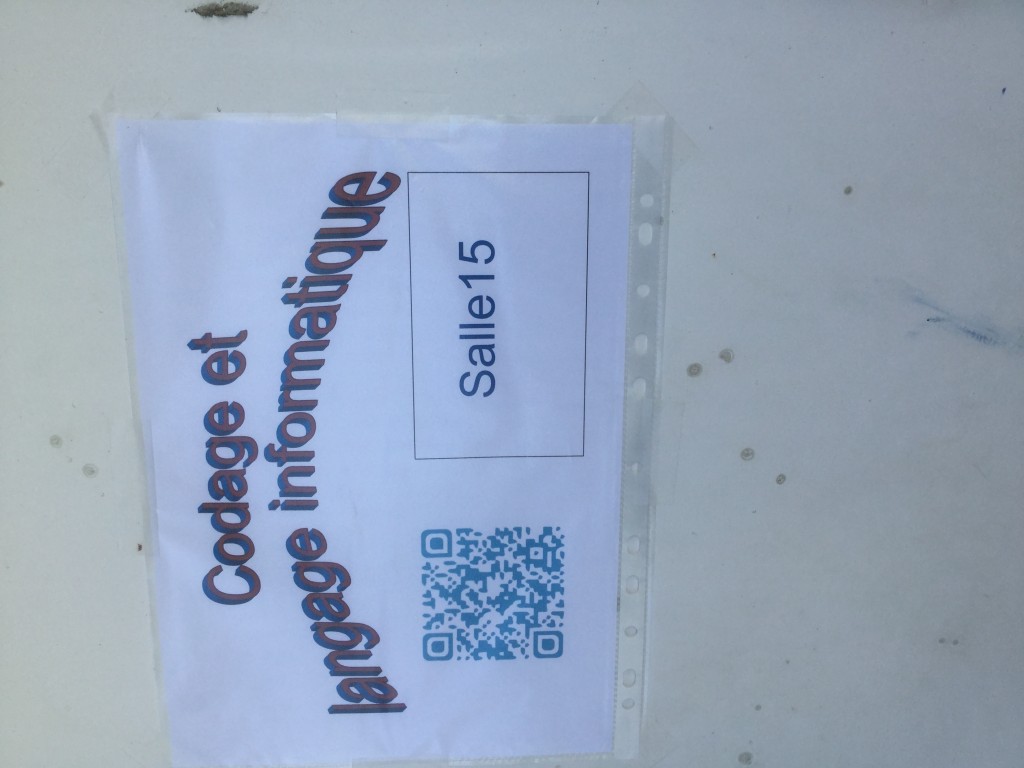 Codage et
langage informatique
Salle15